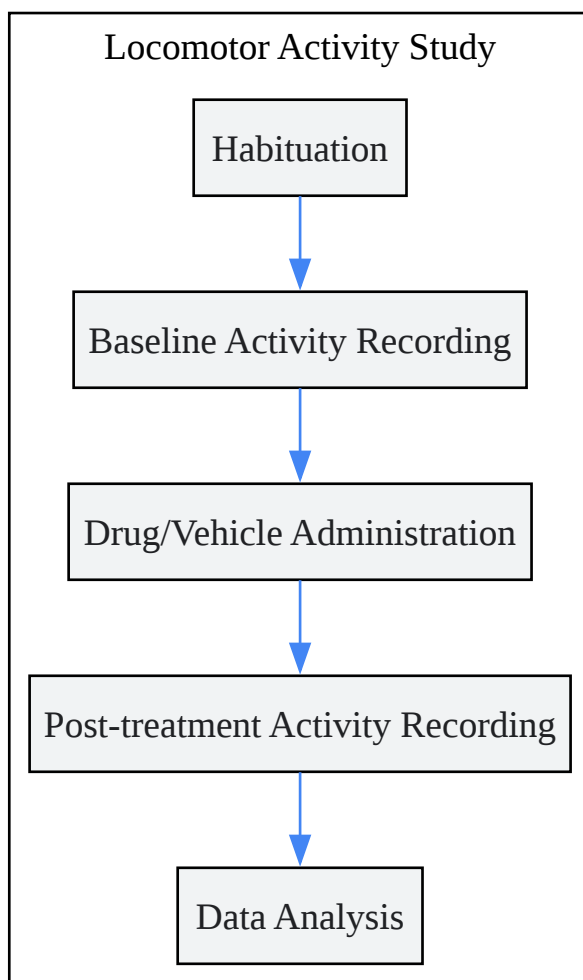 Locomotor Activity Study
Habituation
Baseline Activity Recording
Drug/Vehicle Administration
Post-treatment Activity Recording
Data Analysis